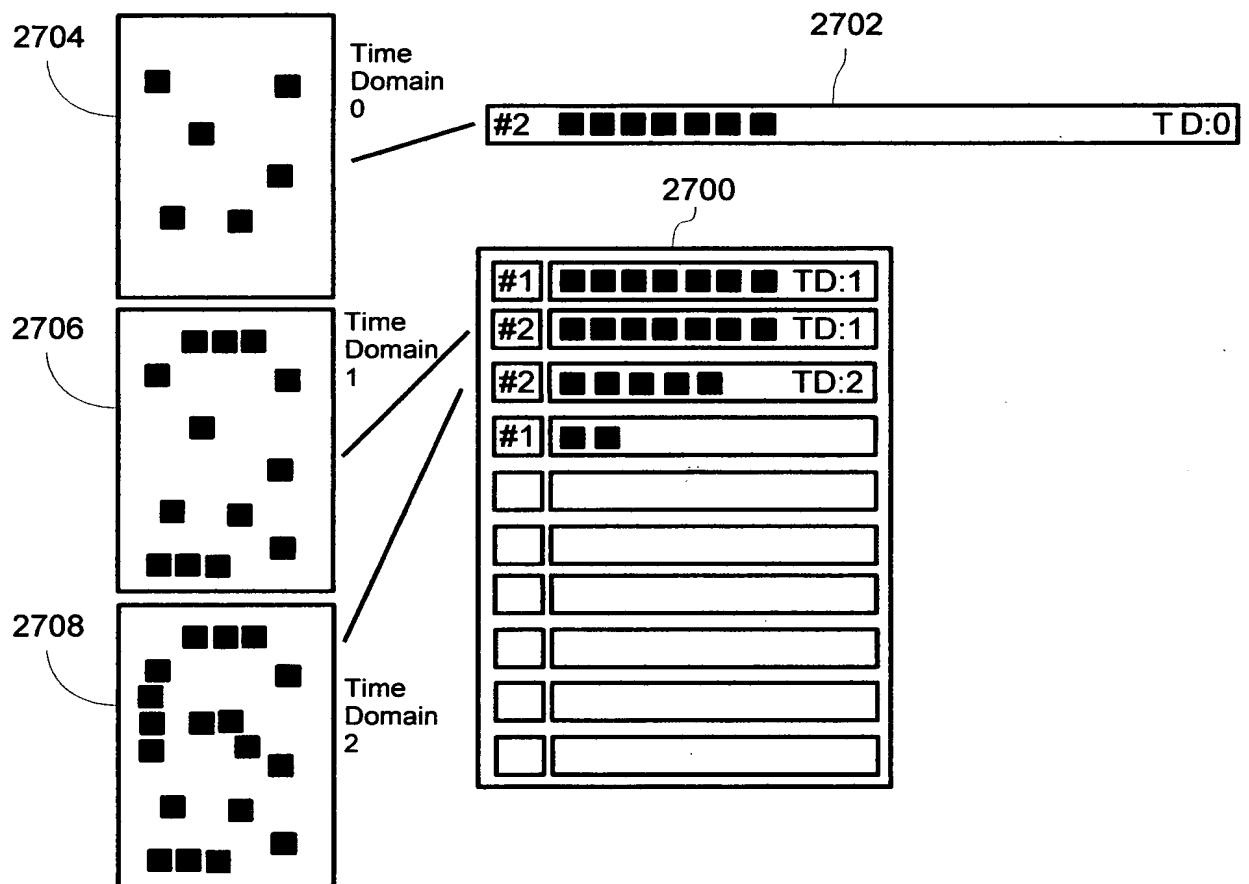 2704
Time
Domain
0
2702
#2 T D:0
2700
#1 TD:1
#2 TD:1
#2 TD:2
#1
2706
Time
Domain
1
2708
Time
Domain
2